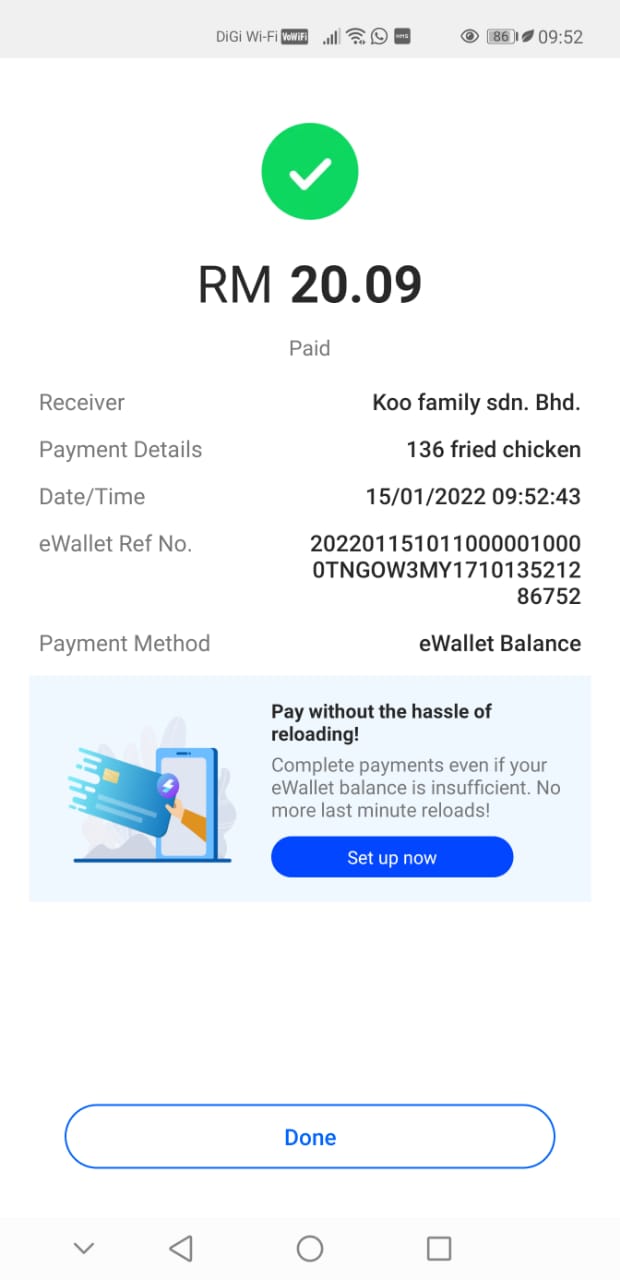 DiGi Wi-Fi VoWiFi 86 09:52
RM 20.09
Paid
Receiver Koo family sdn. Bhd.
Payment Details 136 fried chicken
Date/Time 15/01/2022 09:52:43
eWallet Ref No. 202201151011000001000
0TNGOW3MY1710135212
86752
Payment Method eWallet Balance
Pay without the hassle of
reloading!
Complete payments even if your
eWallet balance is insufficient. No
more last minute reloads!
Set up now
Done